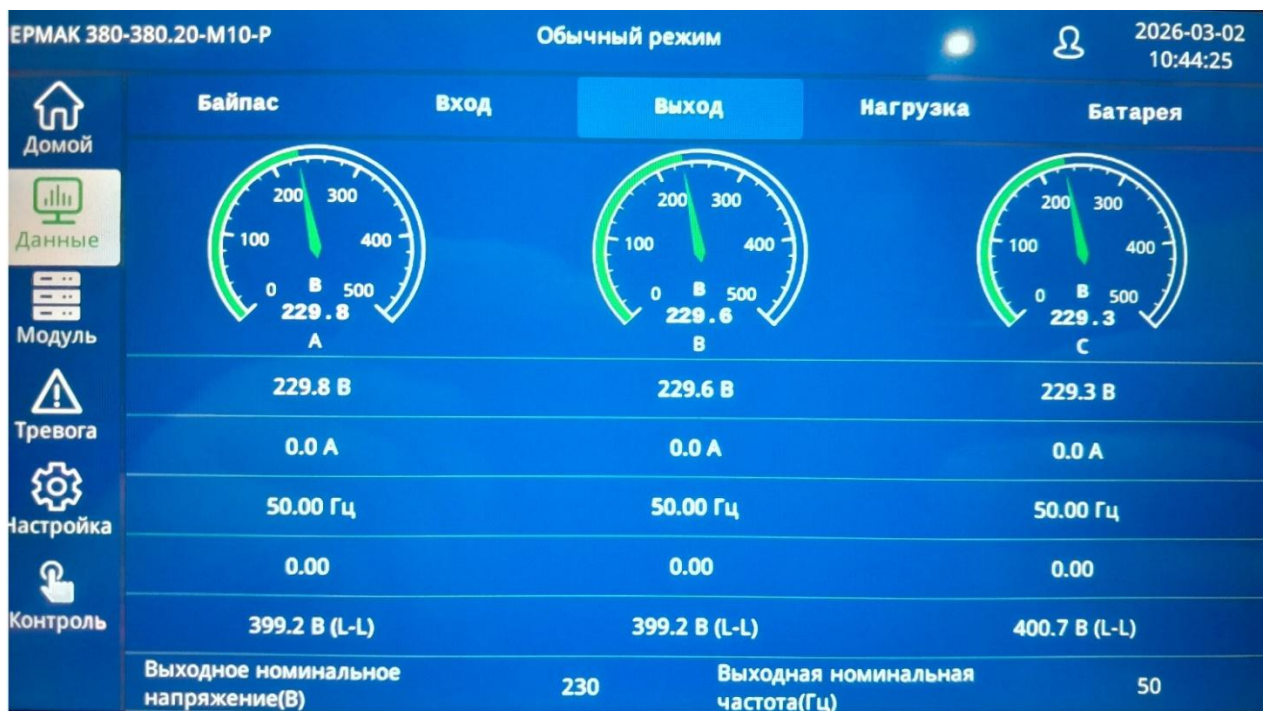 ЕРМАК 380-380.20-М10-Р
Обычный режим
2026-03-02
10:44:25
Домой
Данные
Модуль
Тревога
Настройка
Контроль
Байпас Вход Выход Нагрузка Батарея
200 300
100 400
0 В 500
229.8
A
200 300
100 400
0 В 500
229.6
B
200 300
100 400
0 В 500
229.3
C
229.8 В 229.6 В 229.3 В
0.0 А 0.0 А 0.0 А
50.00 Гц 50.00 Гц 50.00 Гц
0.00 0.00 0.00
399.2 В (L-L) 399.2 В (L-L) 400.7 В (L-L)
Выходное номинальное
напряжение(В)
230
Выходная номинальная
частота(Гц)
50